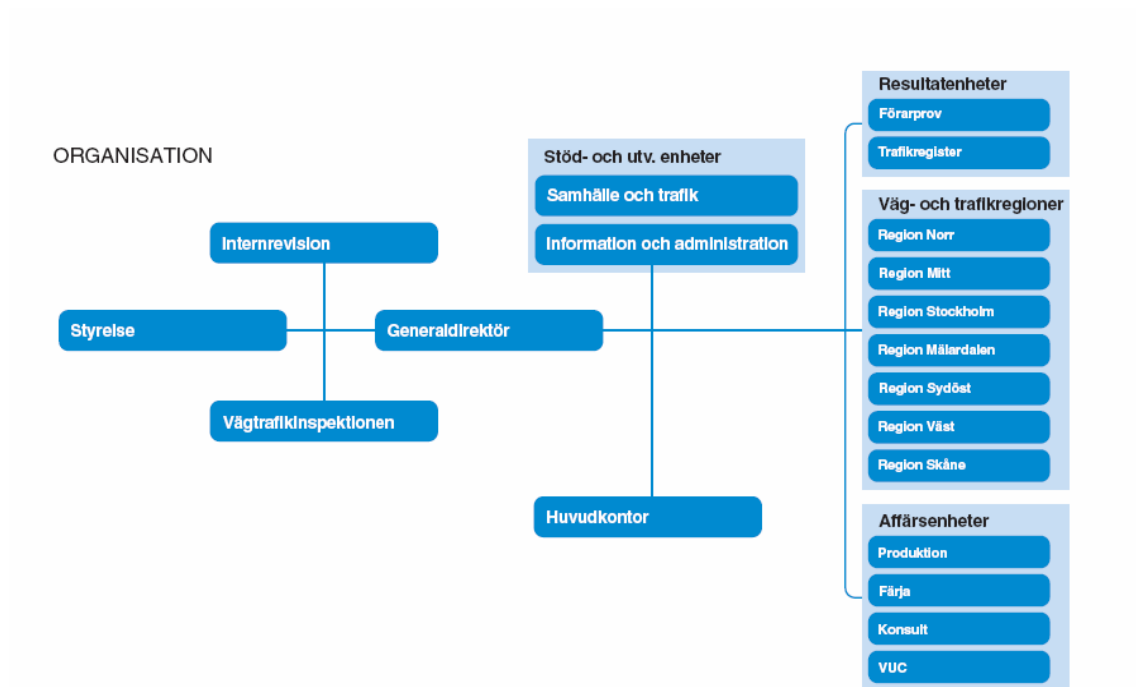 ORGANISATION
Internrevision
Styrelse
Generaldirektör
Vägtrafikinspektionen
Stöd- och utv. enheter
Samhälle och trafik
Information och administration
Huvudkontor
Resultatenheter
Förarprov
Trafikregister
Väg- och trafikregioner
Region Norr
Region Mitt
Region Stockholm
Region Mälardalen
Region Sydöst
Region Väst
Region Skåne
Affärsenheter
Produktion
Färja
Konsult
VUC